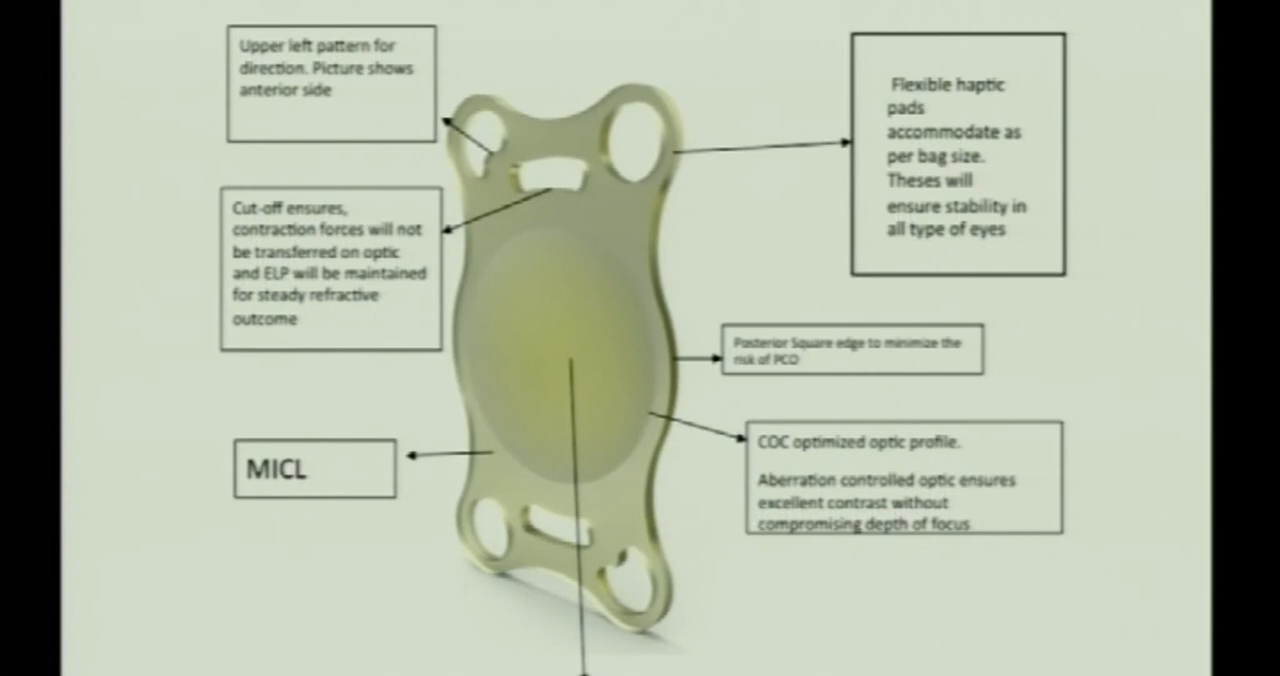 Upper left pattern for
direction. Picture shows
anterior side
Cut-off ensures,
contraction forces will not
be transferred on optic
and ELP will be maintained
for steady refractive
outcome
MICL
Flexible haptic
pads
accommodate as
per bag size.
Theses will
ensure stability in
all type of eyes
Posterior Square edge to minimize the
risk of PCO
COC optimized optic profile.
Aberration controlled optic ensures
excellent contrast without
compromising depth of focus